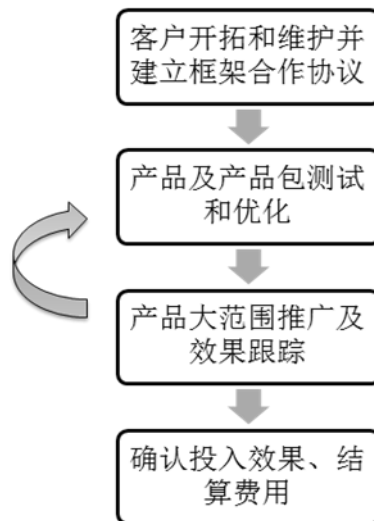 客户开拓和维护并
建立框架合作协议
产品及产品包测试
和优化
产品大范围推广及
效果跟踪
确认投入效果、结
算费用